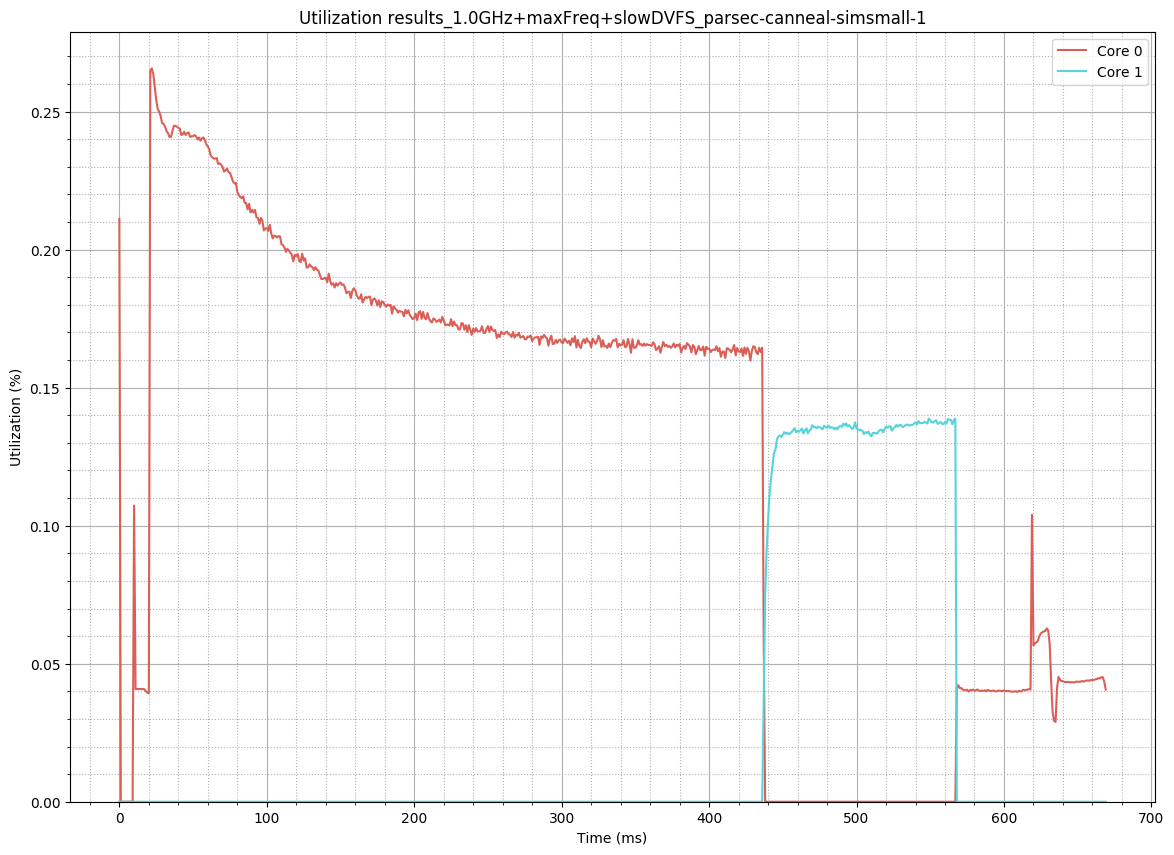 Utilization results_1.0GHz+maxFreq+slowDVFS_parsec-canneal-simsmall-1
Core 0
Core 1
Utilization (%)
0.25
0.20
0.15
0.10
0.05
0.00
0 100 200 300 400 500 600 700
Time (ms)